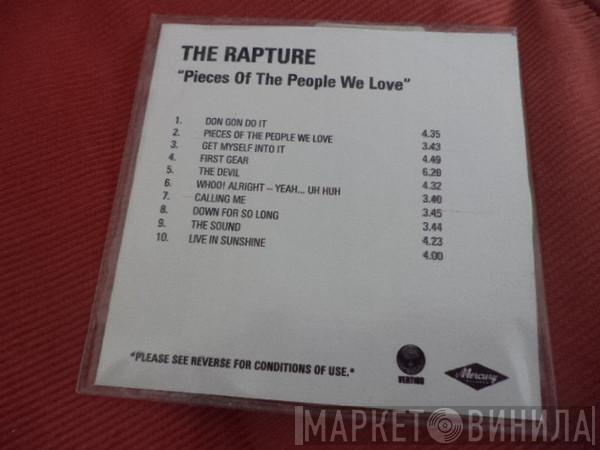 THE RAPTURE
"Pieces Of The People We Love"
1. DON GON DO IT 4.35
2. PIECES OF THE PEOPLE WE LOVE 3.43
3. GET MYSELF INTO IT 4.49
4. FIRST GEAR 6.28
5. THE DEVIL 4.32
6. WHOO! ALRIGHT – YEAH... UH HUH 3.40
7. CALLING ME 3.45
8. DOWN FOR SO LONG 3.44
9. THE SOUND 4.23
10. LIVE IN SUNSHINE 4.00
*PLEASE SEE REVERSE FOR CONDITIONS OF USE.*
VERTIGO
Mercury
МАРКЕТ ВИНИЛА